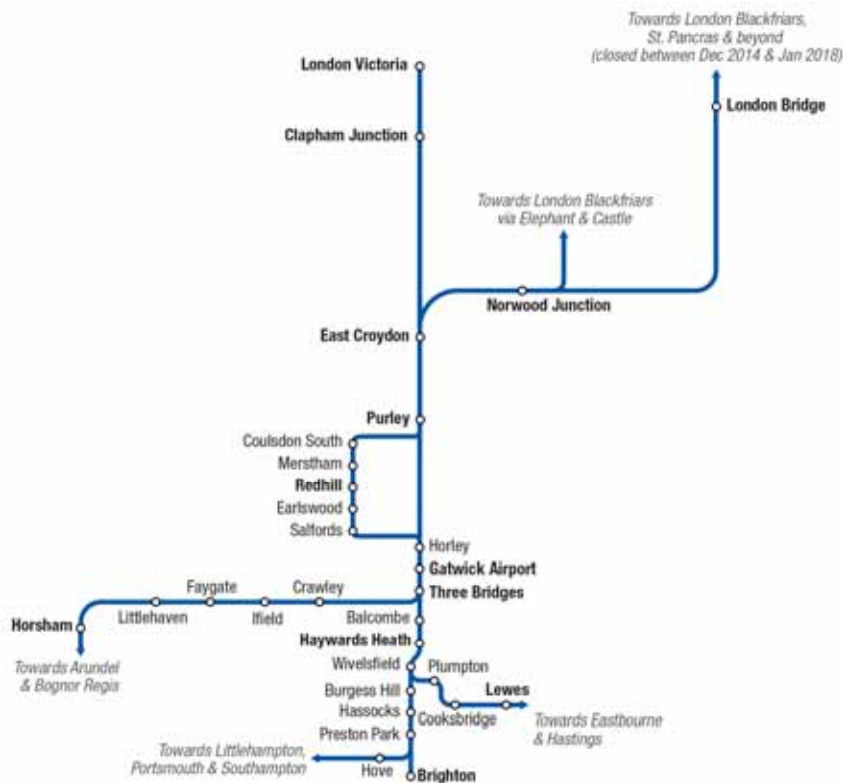 Towards London Blackfriars,
St. Pancras & beyond
(closed between Dec 2014 & Jan 2018)
London Victoria
London Bridge
Clapham Junction
Towards London Blackfriars
via Elephant & Castle
Norwood Junction
East Croydon
Purley
Coulsdon South
Merstham
Redhill
Earlswood
Salfords
Horley
Gatwick Airport
Three Bridges
Faygate
Crawley
Littlehaven
Ifield
Balcombe
Horsham
Haywards Heath
Towards Arundel
& Bognor Regis
Wivelsfield
Plumpton
Burgess Hill
Lewes
Hassocks
Cooksbridge
Towards Eastbourne
& Hastings
Preston Park
Towards Littlehampton,
Portsmouth & Southampton
Hove
Brighton